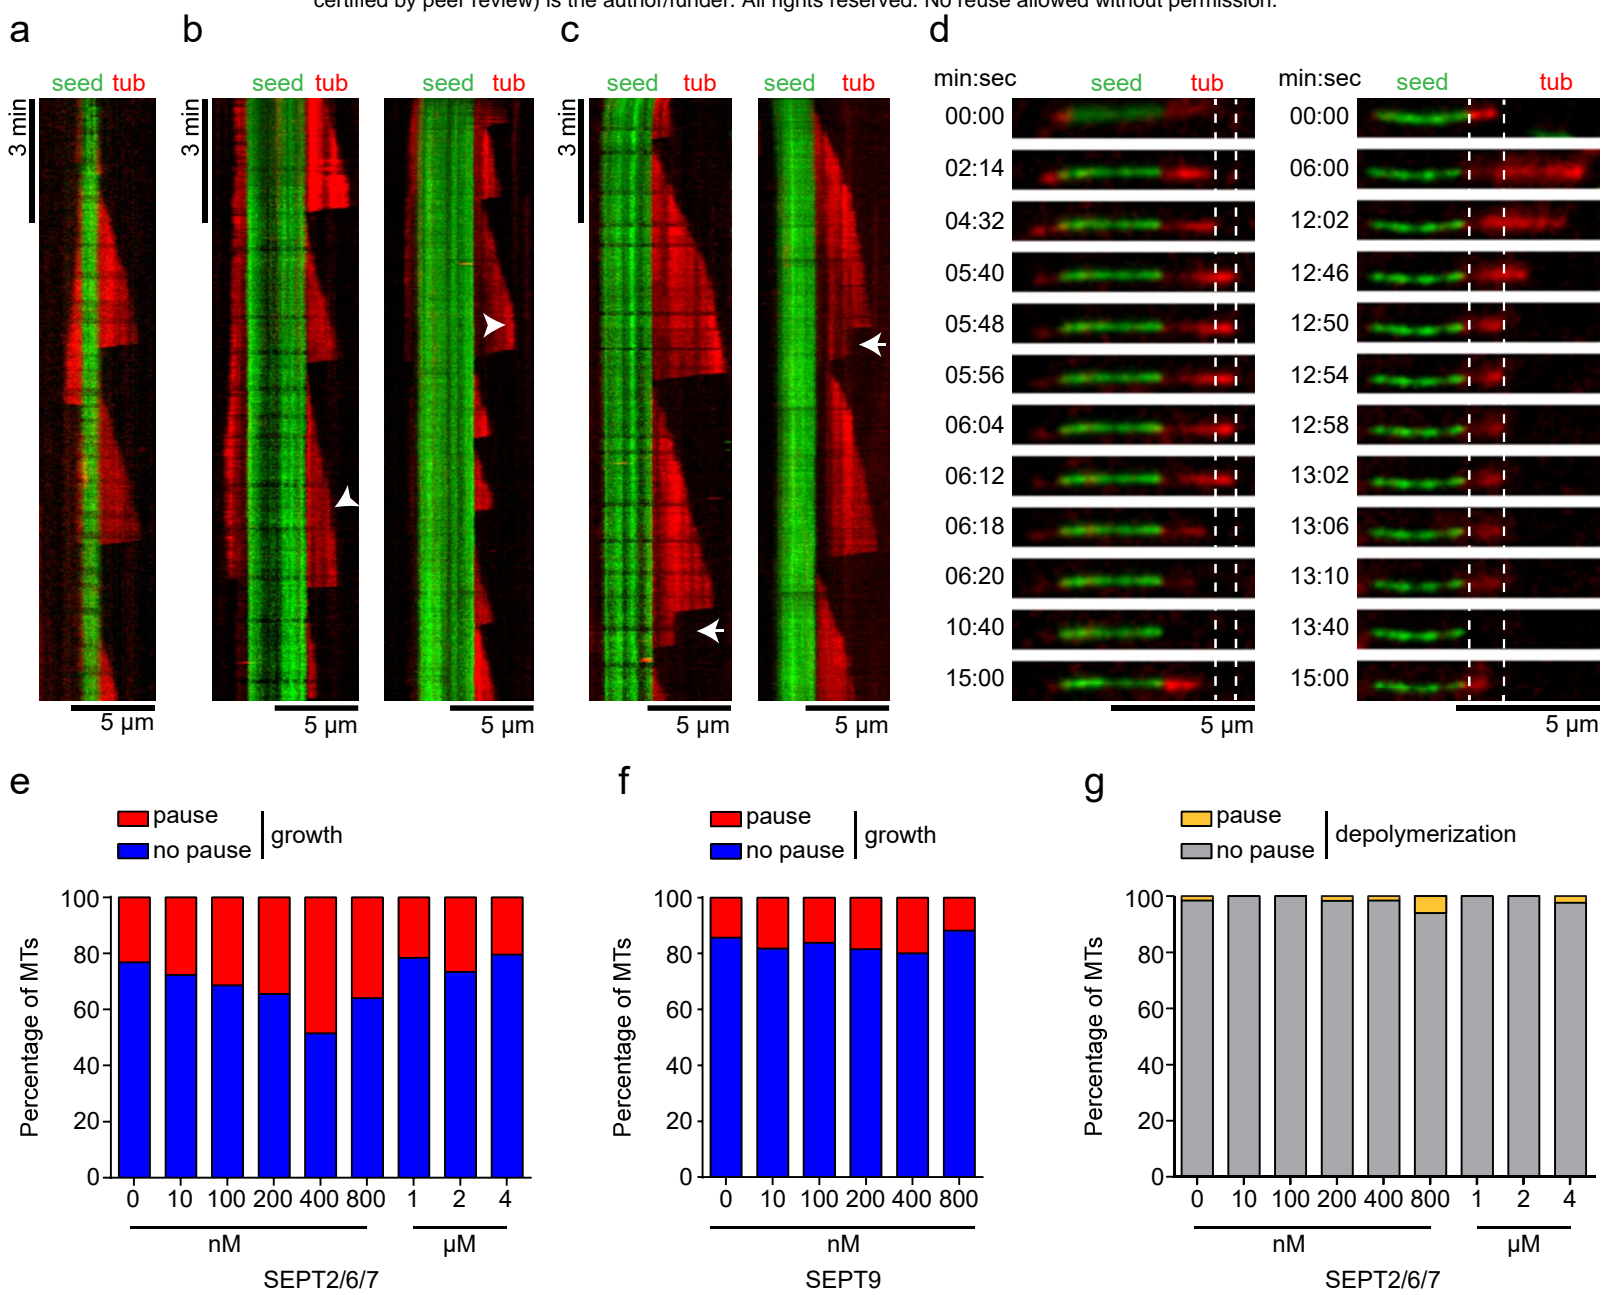 certified by peer review) is the author/funder. All rights reserved. No reuse allowed without permission.
a b c d
seed tub seed tub seed tub seed tub seed tub min:sec seed tub min:sec seed tub
3 min 3 min 3 min
00:00 00:00
02:14 06:00
04:32 12:02
05:40 12:46
05:48 12:50
05:56 12:54
06:04 12:58
06:12 13:02
06:18 13:06
06:20 13:10
10:40 13:40
15:00 15:00
5 µm 5 µm 5 µm 5 µm 5 µm 5 µm 5 µm
e
pause
no pause
growth
Percentage of MTs
100
80
60
40
20
0
0 10 100 200 400 800 1 2 4
nM µM
SEPT2/6/7
f
pause
no pause
growth
Percentage of MTs
100
80
60
40
20
0
0 10 100 200 400 800
nM
SEPT9
g
pause
no pause
depolymerization
Percentage of MTs
100
80
60
40
20
0
0 10 100 200 400 800 1 2 4
nM µM
SEPT2/6/7